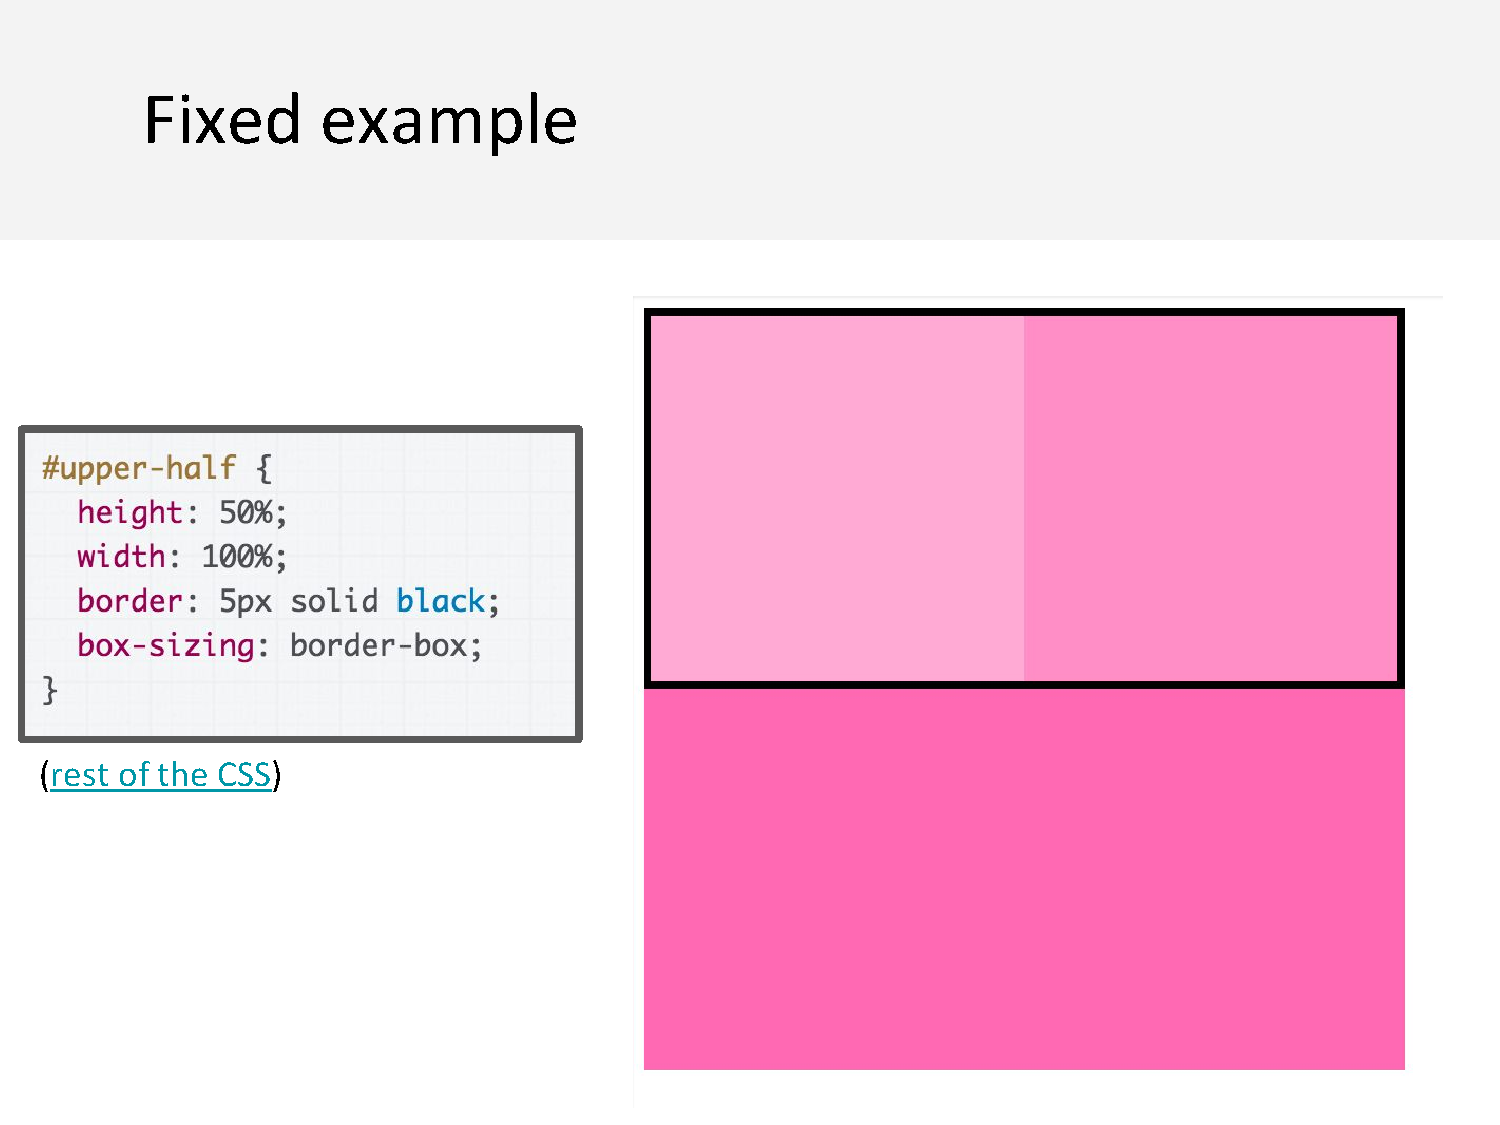 Fixed example
#upper-half {
  height: 50%;
  width: 100%;
  border: 5px solid black;
  box-sizing: border-box;
}
(rest of the CSS)